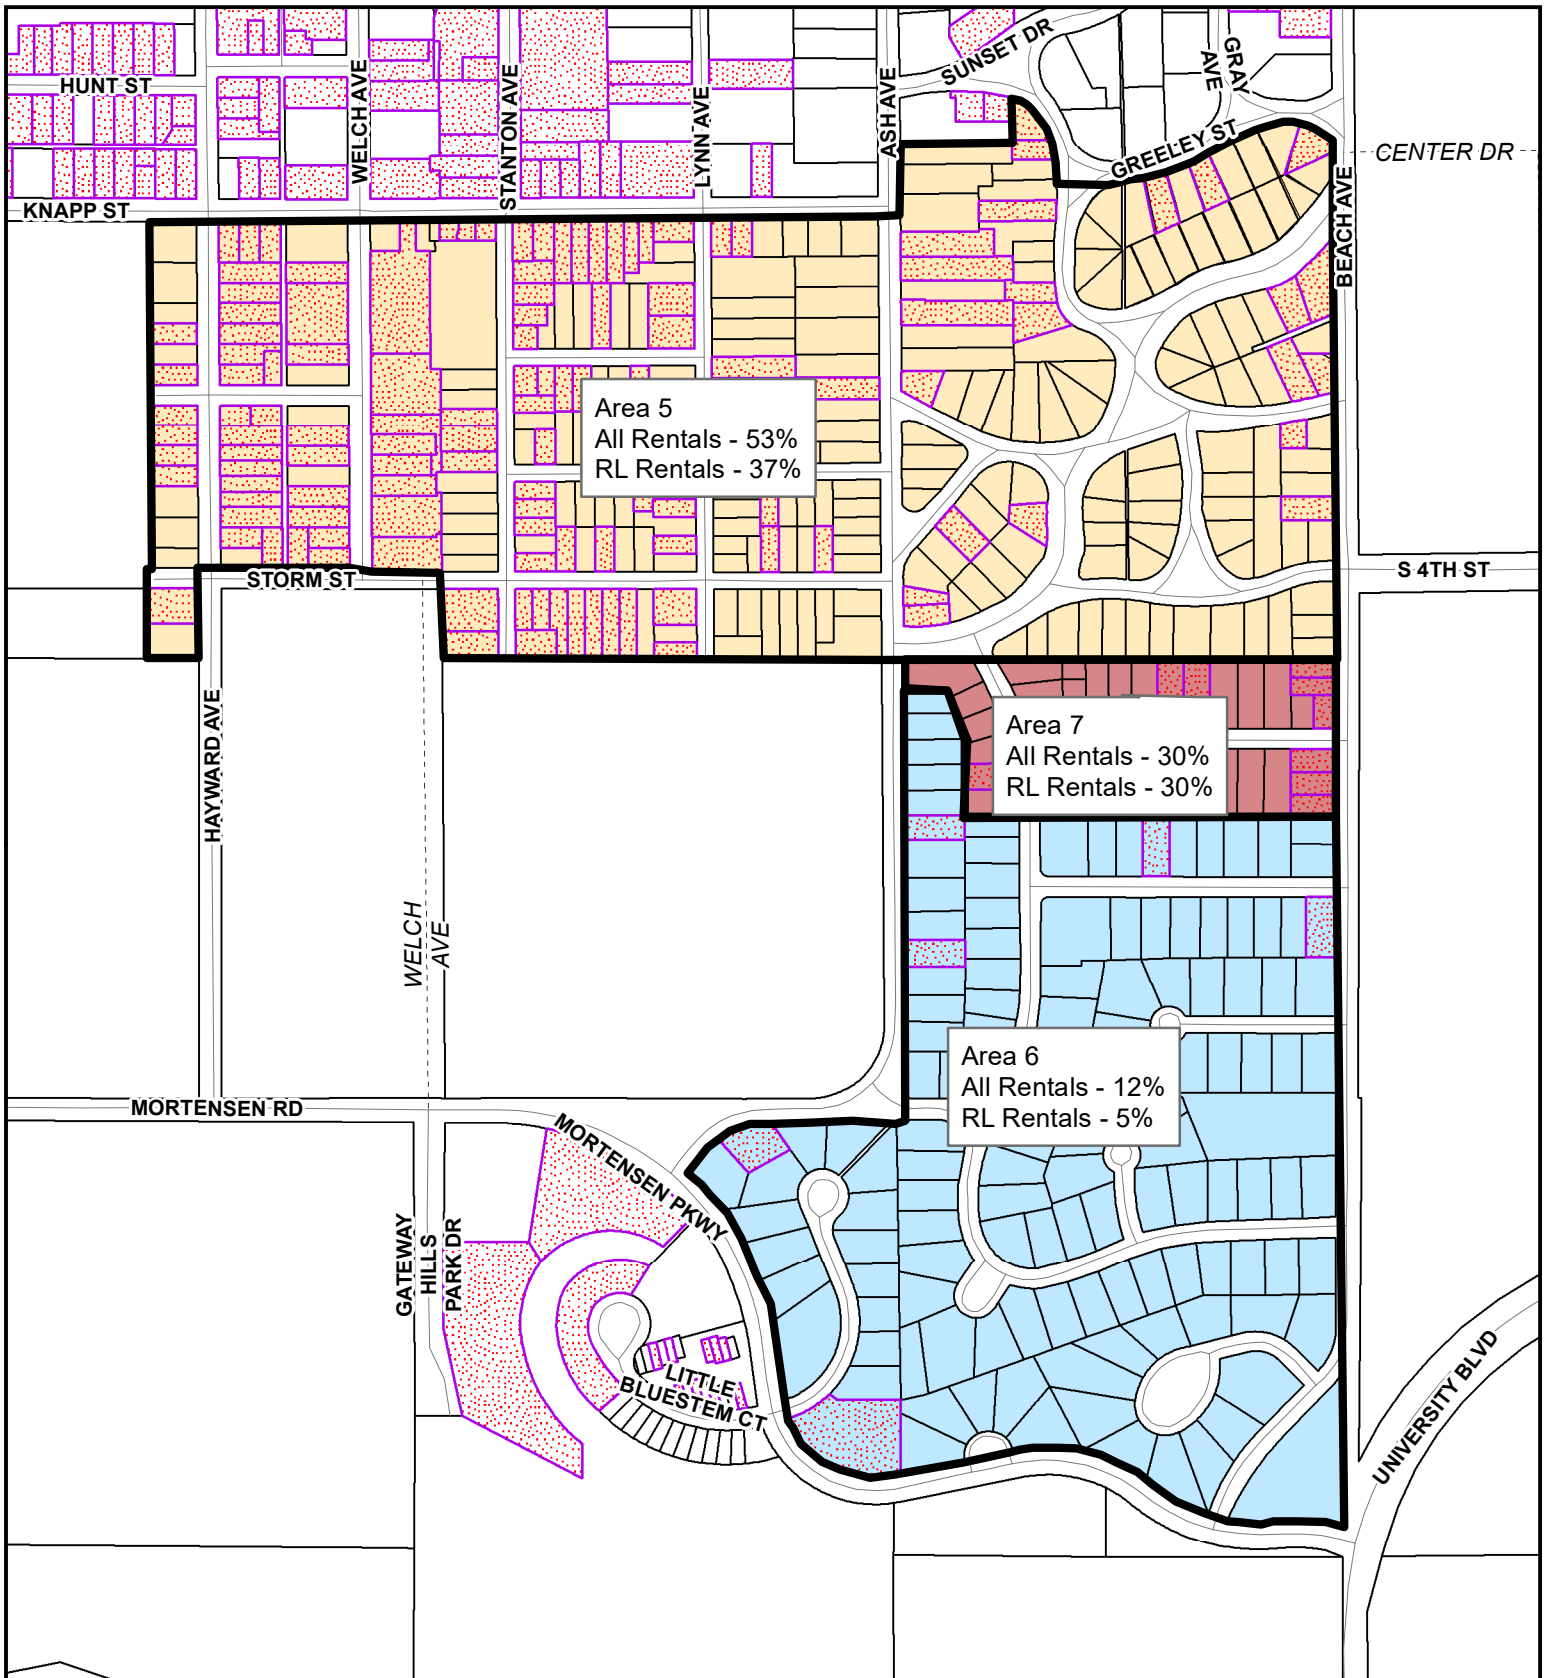 HUNT ST
WELCH AVE
STANTON AVE
LYNN AVE
ASH AVE
SUNSET DR
GRAY
AVE
GREELEY ST
CENTER DR
BEACH AVE
KNAPP ST
Area 5
All Rentals - 53%
RL Rentals - 37%
STORM ST
S 4TH ST
HAYWARD AVE
Area 7
All Rentals - 30%
RL Rentals - 30%
WELCH
AVE
Area 6
All Rentals - 12%
RL Rentals - 5%
MORTENSEN RD
MORTENSEN PKWY
GATEWAY
HILLS
PARK DR
LITTLE
BLUESTEM CT
UNIVERSITY BLVD